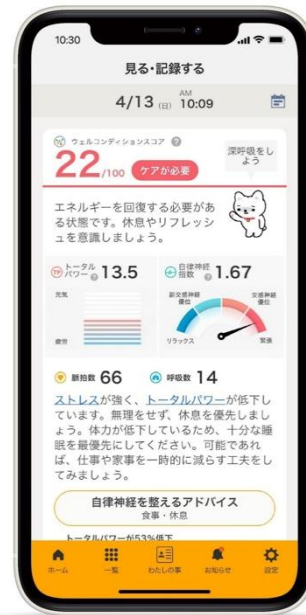 10:30
見る・記録する
4/13 (日) AM 10:09
ウェルコンディションスコア ?
22/100 ケアが必要
深呼吸をし
よう
エネルギーを回復する必要があ
る状態です。休息やリフレッシ
ュを意識しましょう。
TP トータルパワー ? 13.5
自律神経指数 ? 1.67
元気
疲労
副交感神経優位
交感神経優位
リラックス
緊張
脈拍数 66 呼吸数 14
ストレスが強く、トータルパワーが低下し
ています。無理をせず、休息を優先しまし
ょう。体力が低下しているため、十分な睡
眠を最優先にしてください。可能であれ
ば、仕事や家事を一時的に減らす工夫をし
てみましょう。
自律神経を整えるアドバイス
食事・休息
トータルパワーが53%低下
ホーム 一覧 わたしの事 お知らせ 設定